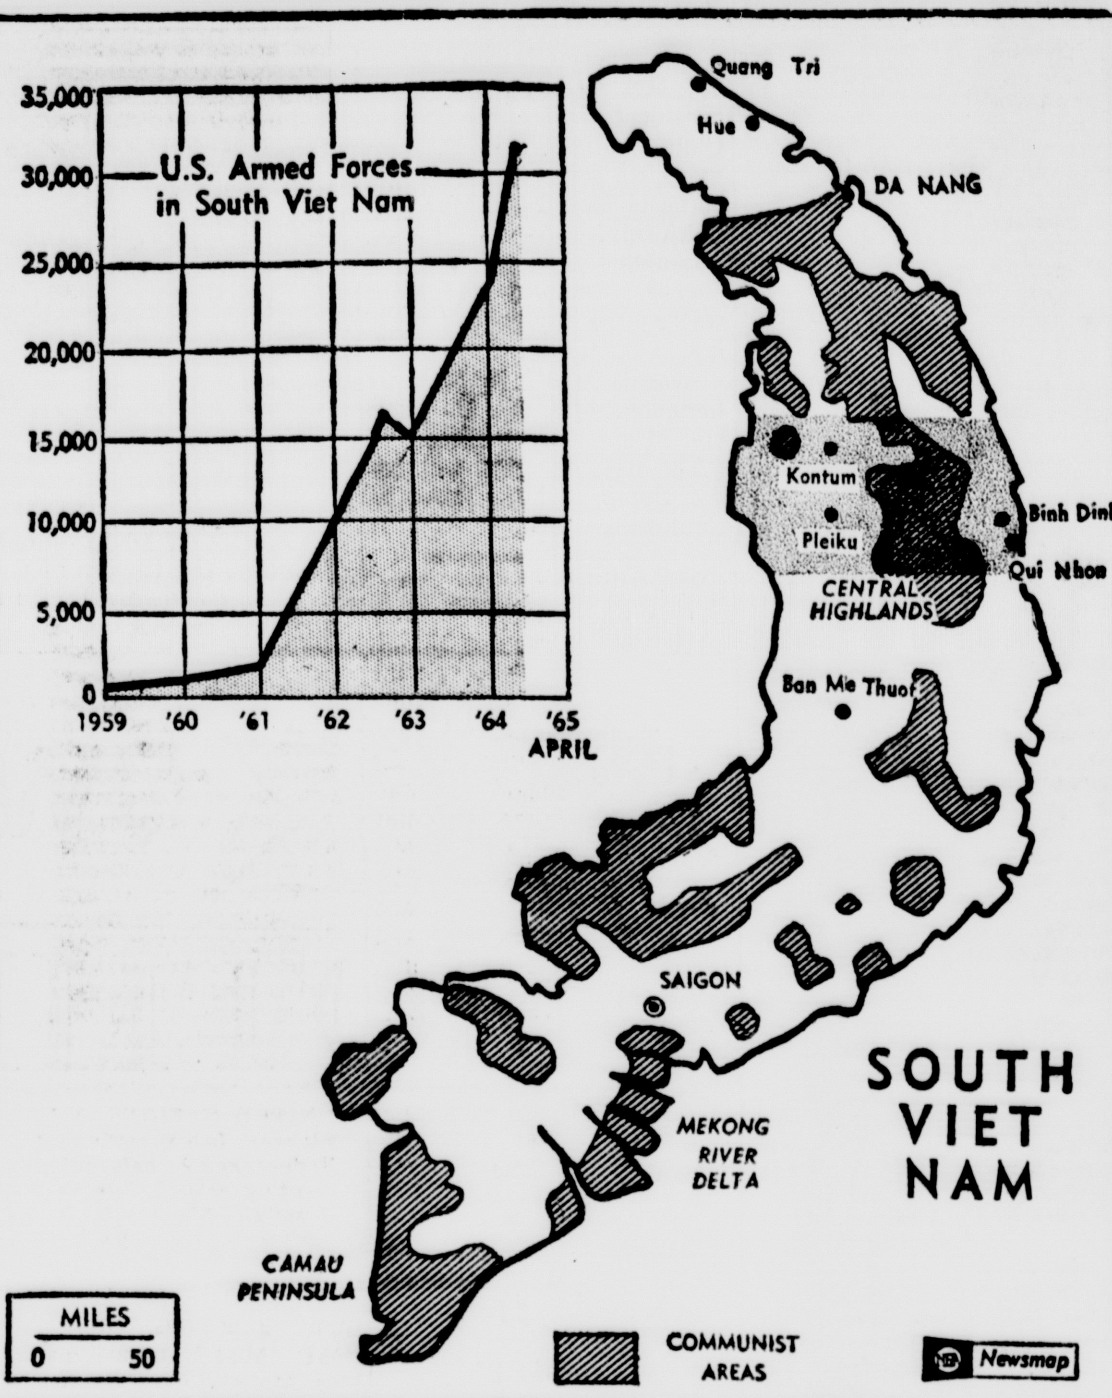 35,000
30,000
25,000
20,000
15,000
10,000
5,000
0
U.S. Armed Forces
in South Viet Nam
1959 '60 '61 '62 '63 '64 '65
APRIL
Quang Tri
Hue
DA NANG
Kontum
Pleiku
Binh Dinh
Qui Nhon
CENTRAL
HIGHLANDS
Ban Me Thuot
SAIGON
MEKONG
RIVER
DELTA
SOUTH
VIET
NAM
CAMAU
PENINSULA
MILES
0 50
COMMUNIST
AREAS
NEA Newsmap